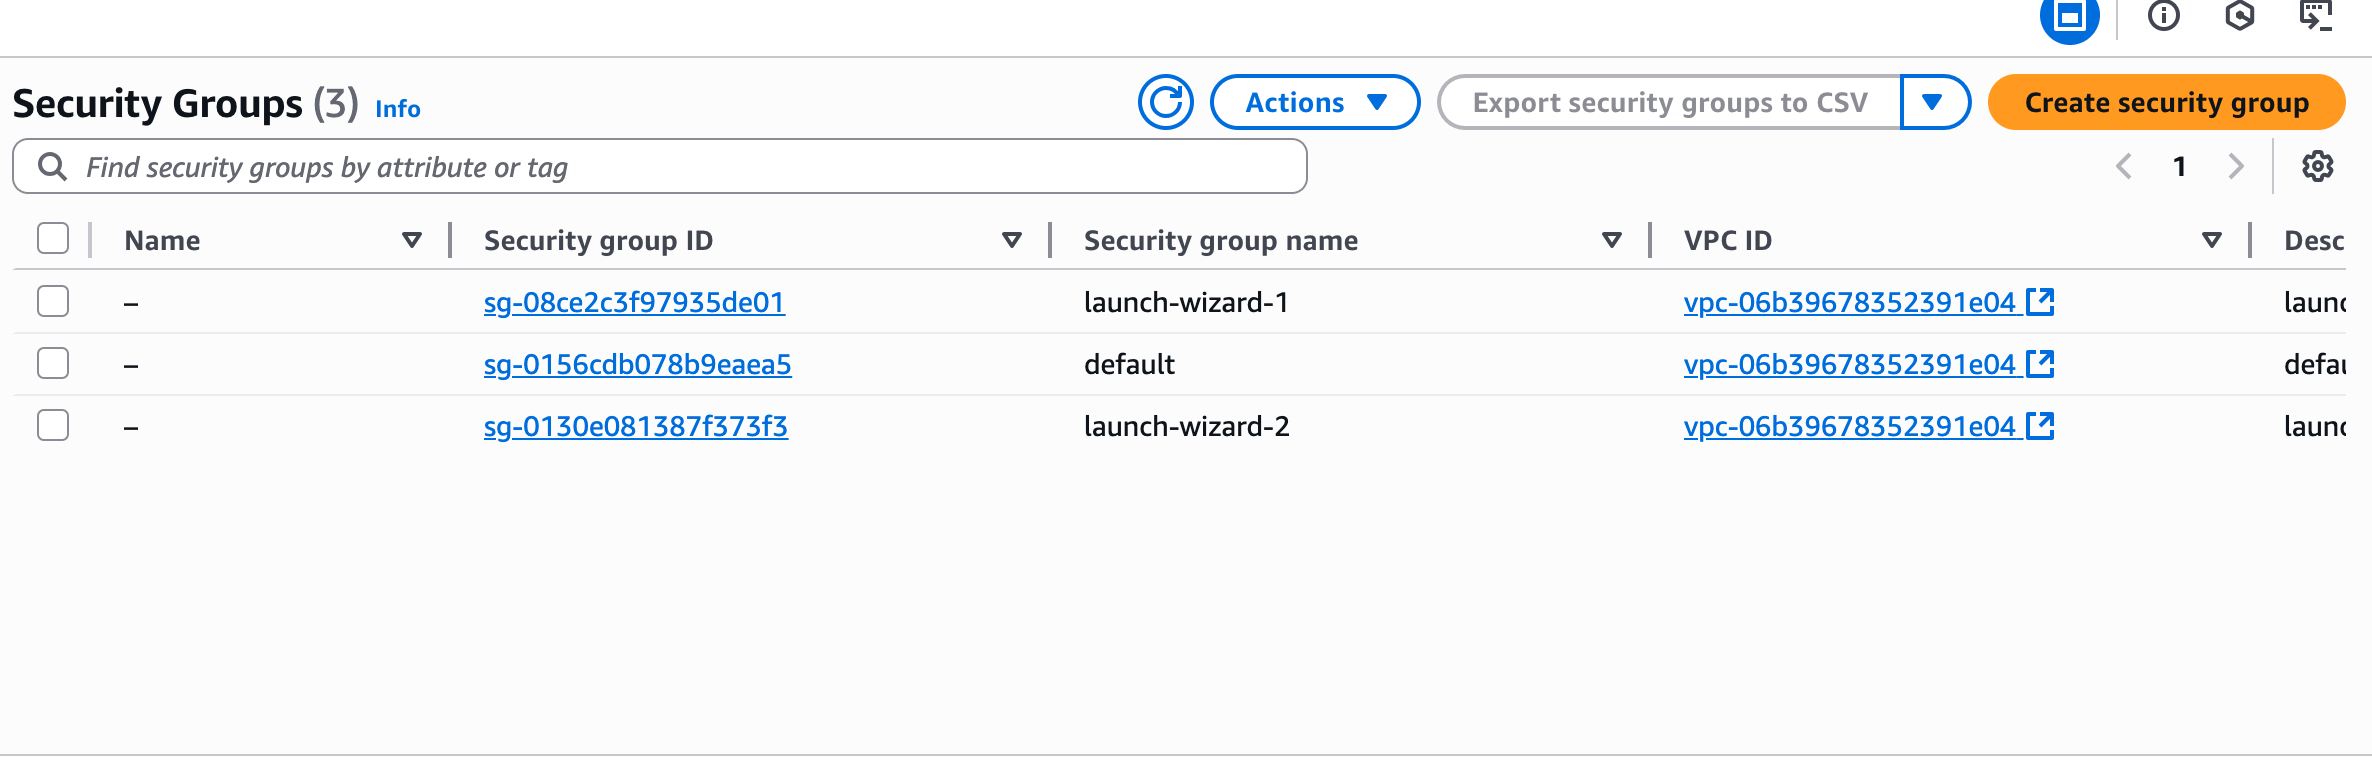 Security Groups (3) Info
Actions
Export security groups to CSV
Create security group
Find security groups by attribute or tag
1
Name Security group ID Security group name VPC ID Desc
– sg-08ce2c3f97935de01 launch-wizard-1 vpc-06b39678352391e04 launc
– sg-0156cdb078b9eaea5 default vpc-06b39678352391e04 defau
– sg-0130e081387f373f3 launch-wizard-2 vpc-06b39678352391e04 launc